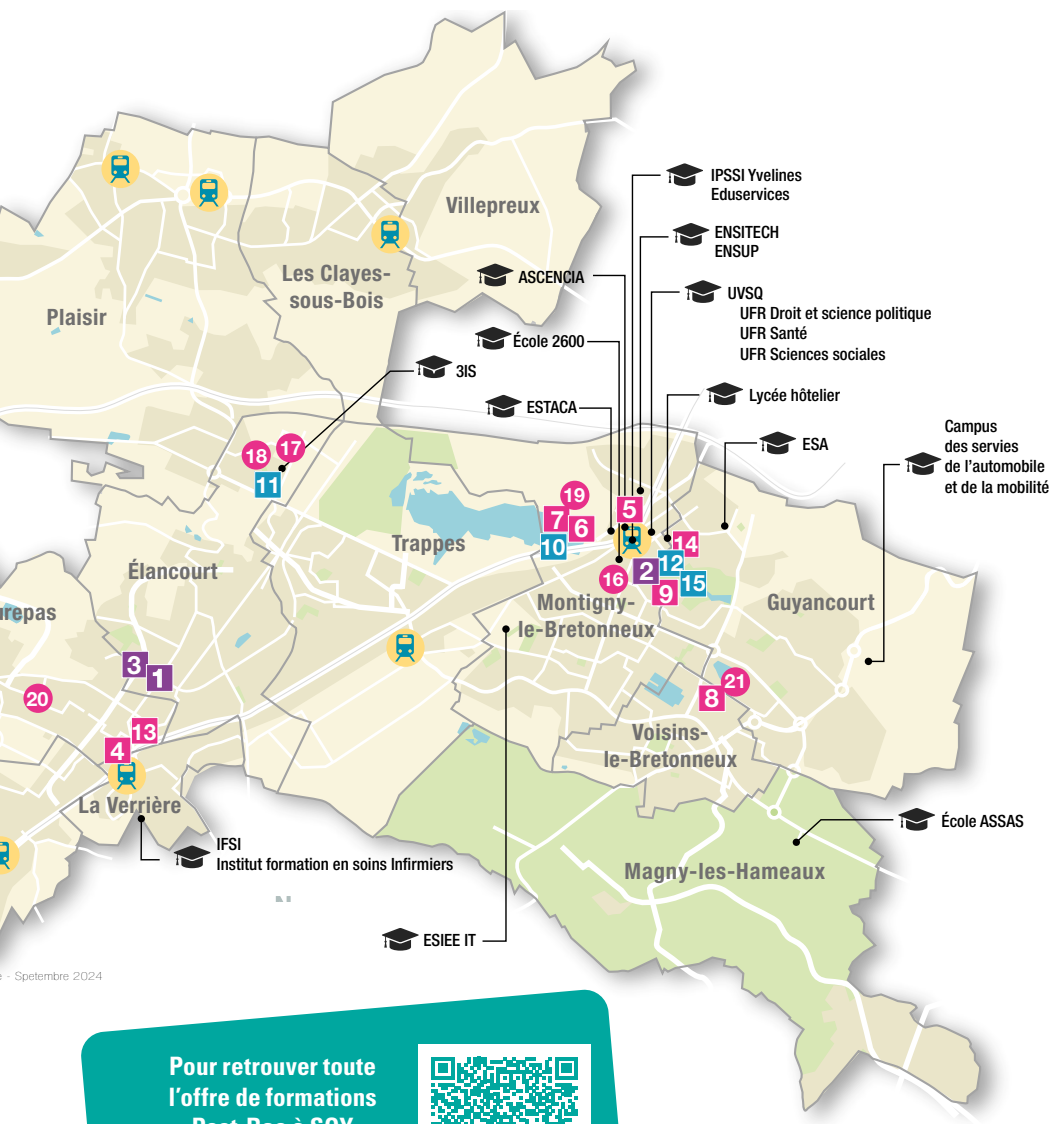 IPSSI Yvelines
Eduservices
Villepreux
ENSITECH
ENSUP
Les Clayes-
sous-Bois
ASCENCIA
UVSQ
UFR Droit et science politique
UFR Santé
UFR Sciences sociales
Plaisir
École 2600
3IS
Lycée hôtelier
ESTACA
Campus
des servies
de l'automobile
et de la mobilité
ESA
17
18
11
19
7
6
5
10
14
Trappes
12
2
16
15
9
Élancourt
Montigny-
le-Bretonneux
Guyancourt
urepas
3
1
20
21
8
13
4
Voisins-
le-Bretonneux
La Verrière
École ASSAS
IFSI
Institut formation en soins Infirmiers
Magny-les-Hameaux
N
ESIEE IT
e - Spetembre 2024
Pour retrouver toute
l'offre de formations
Post-Bac à SQY